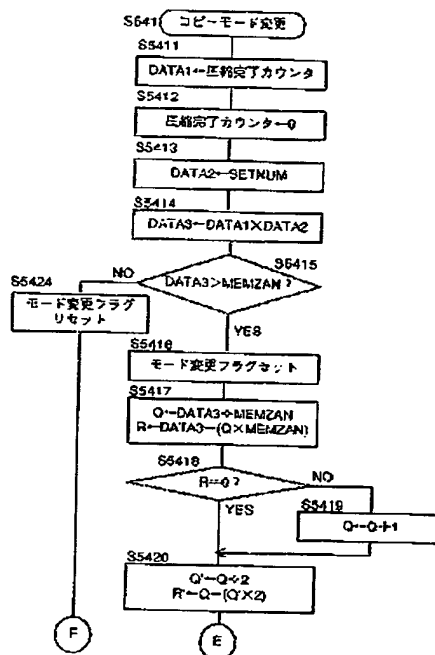 S541
コピーモード変更
S5411
DATA1←圧縮完了カウンタ
S5412
圧縮完了カウンタ←0
S5413
DATA2←SETNUM
S5414
DATA3←DATA1×DATA2
S5415
DATA3>MEMZAN?
NO
S5424
モード変更フラグ
リセット
YES
S5416
モード変更フラグセット
S5417
Q←DATA3÷MEMZAN
R←DATA3−(Q×MEMZAN)
S5418
R=0?
NO
YES
S5419
Q←Q+1
S5420
Q'←Q÷2
R'←Q−(Q'×2)
F
E